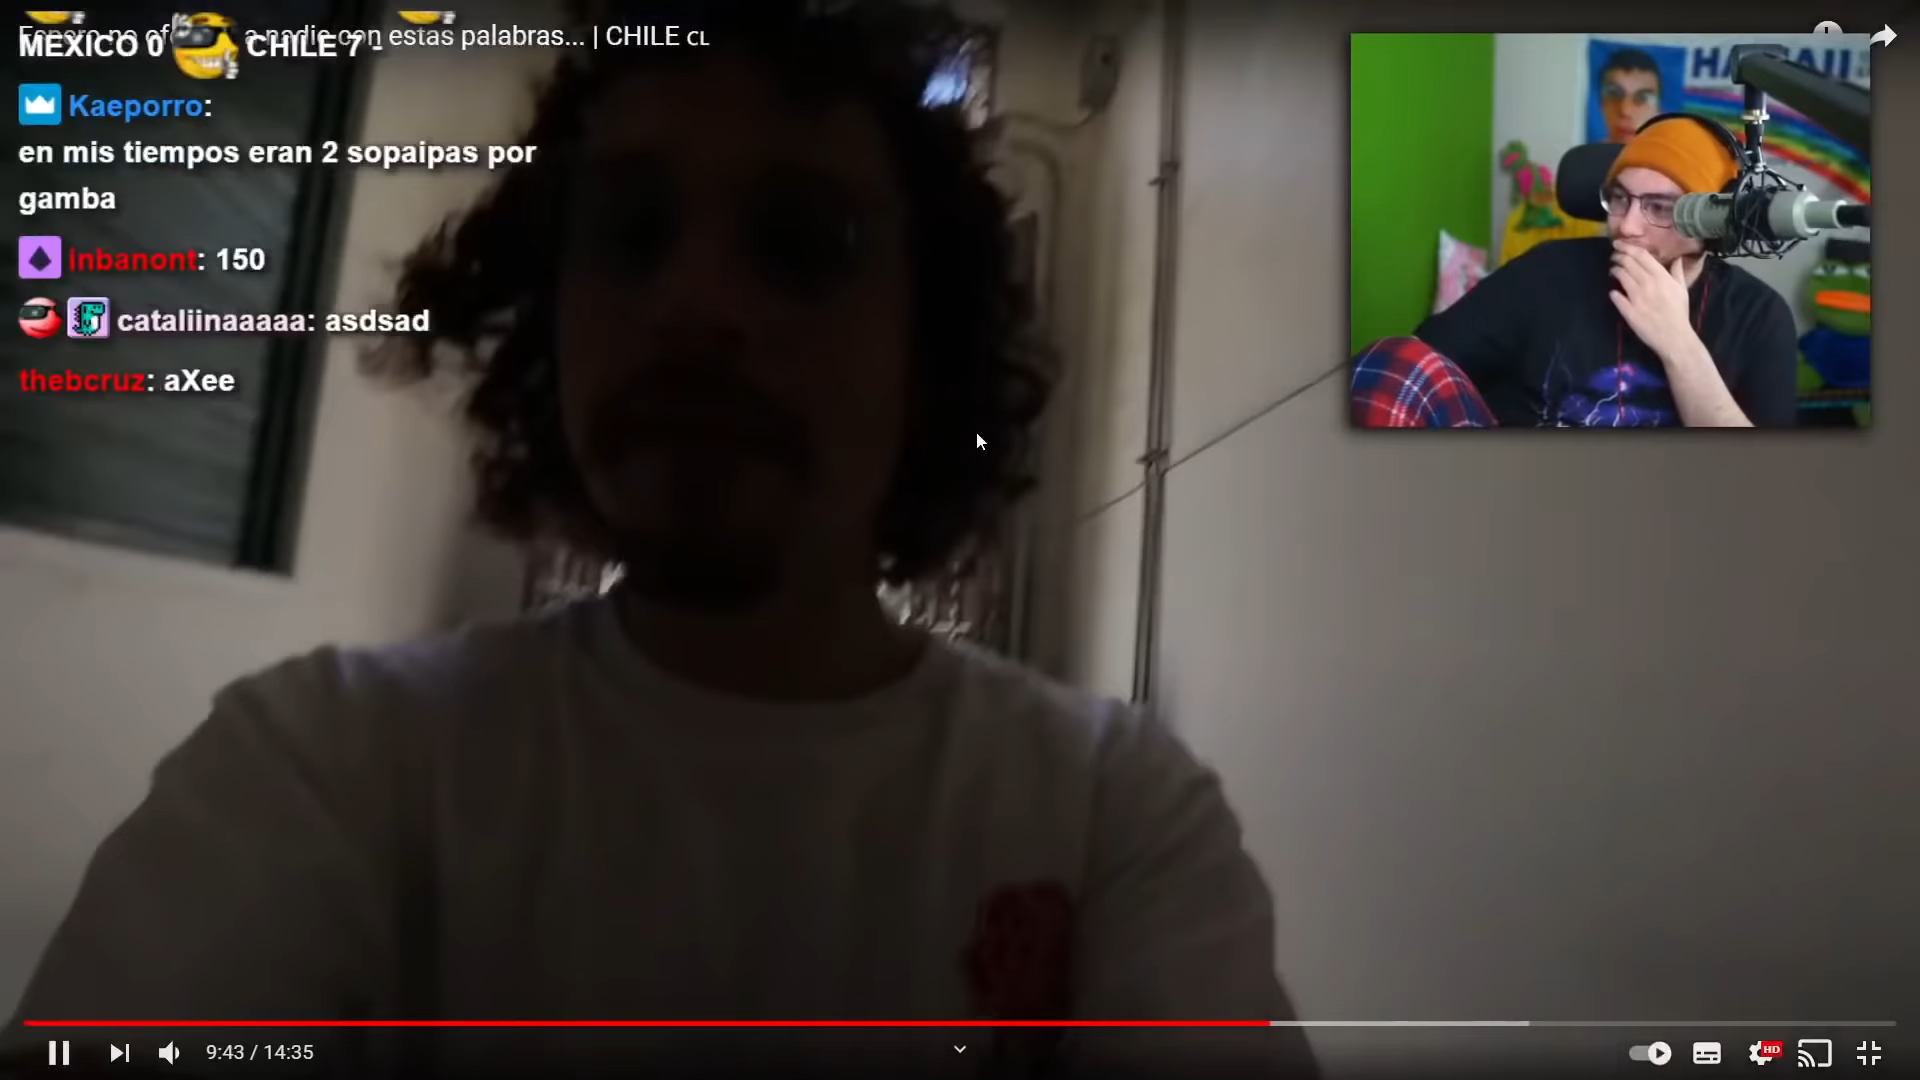 a nadie con estas palabras... | CHILE CL
MEXICO 0 CHILE 7 -
Kaeporro:
en mis tiempos eran 2 sopaipas por
gamba
inbanont: 150
cataliinaaaaa: asdsad
thebcruz: aXee
HD
9:43 / 14:35